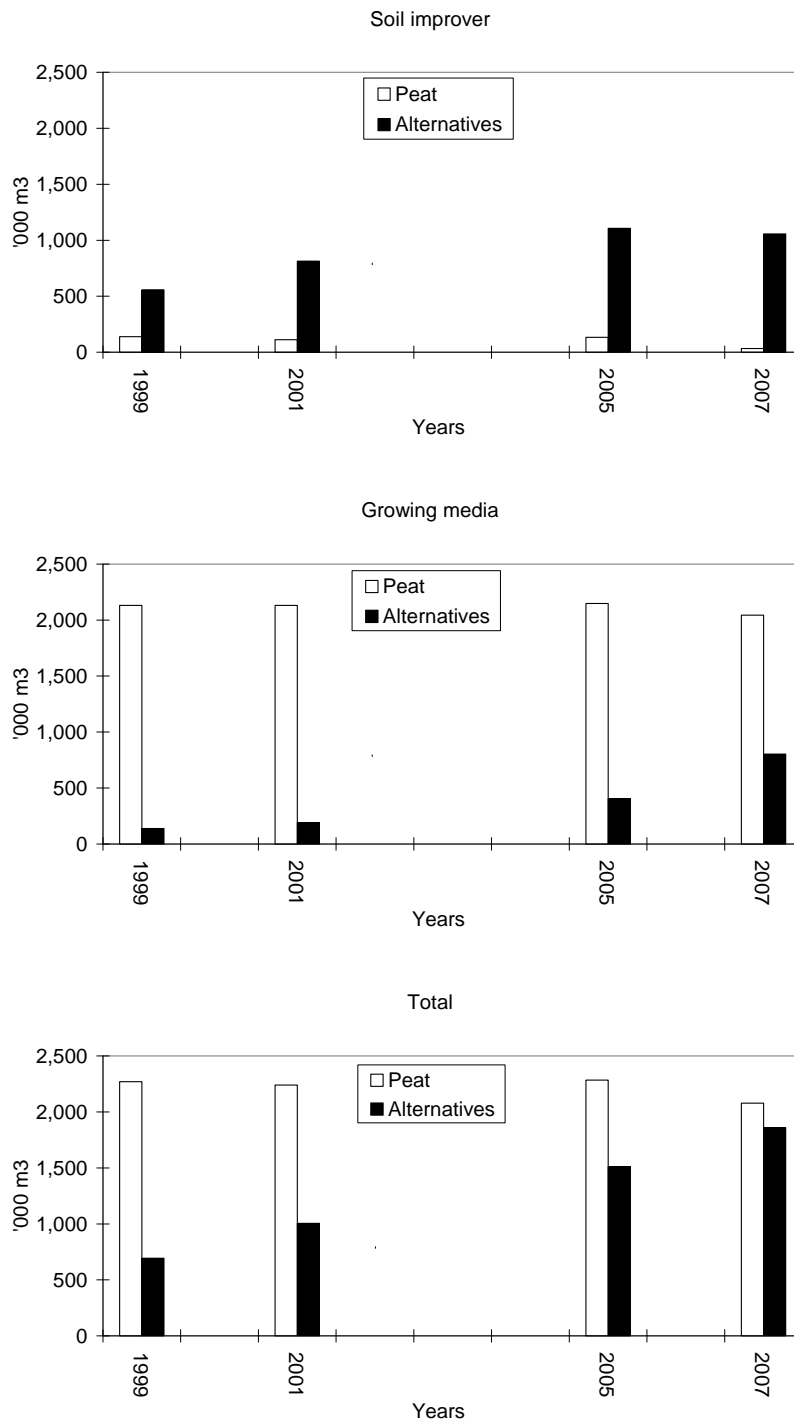 Soil improver
2,500
2,000
1,500
1,000
500
0
'000 m3
Peat
Alternatives
1999
2001
2005
2007
Years
Growing media
2,500
2,000
1,500
1,000
500
0
'000 m3
Peat
Alternatives
1999
2001
2005
2007
Years
Total
2,500
2,000
1,500
1,000
500
0
'000 m3
Peat
Alternatives
1999
2001
2005
2007
Years